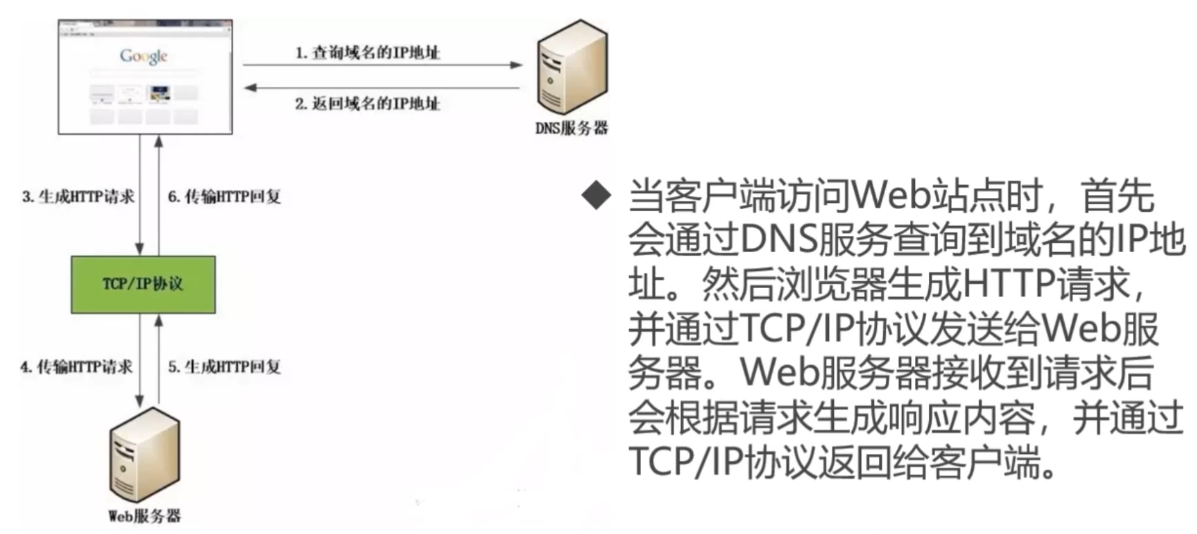 Google
1.查询域名的IP地址
2.返回域名的IP地址
DNS服务器
3.生成HTTP请求
6.传输HTTP回复
TCP/IP协议
4.传输HTTP请求
5.生成HTTP回复
Web服务器
◆ 当客户端访问Web站点时，首先
会通过DNS服务查询到域名的IP地
址。然后浏览器生成HTTP请求，
并通过TCP/IP协议发送给Web服
务器。Web服务器接收到请求后
会根据请求生成响应内容，并通过
TCP/IP协议返回给客户端。